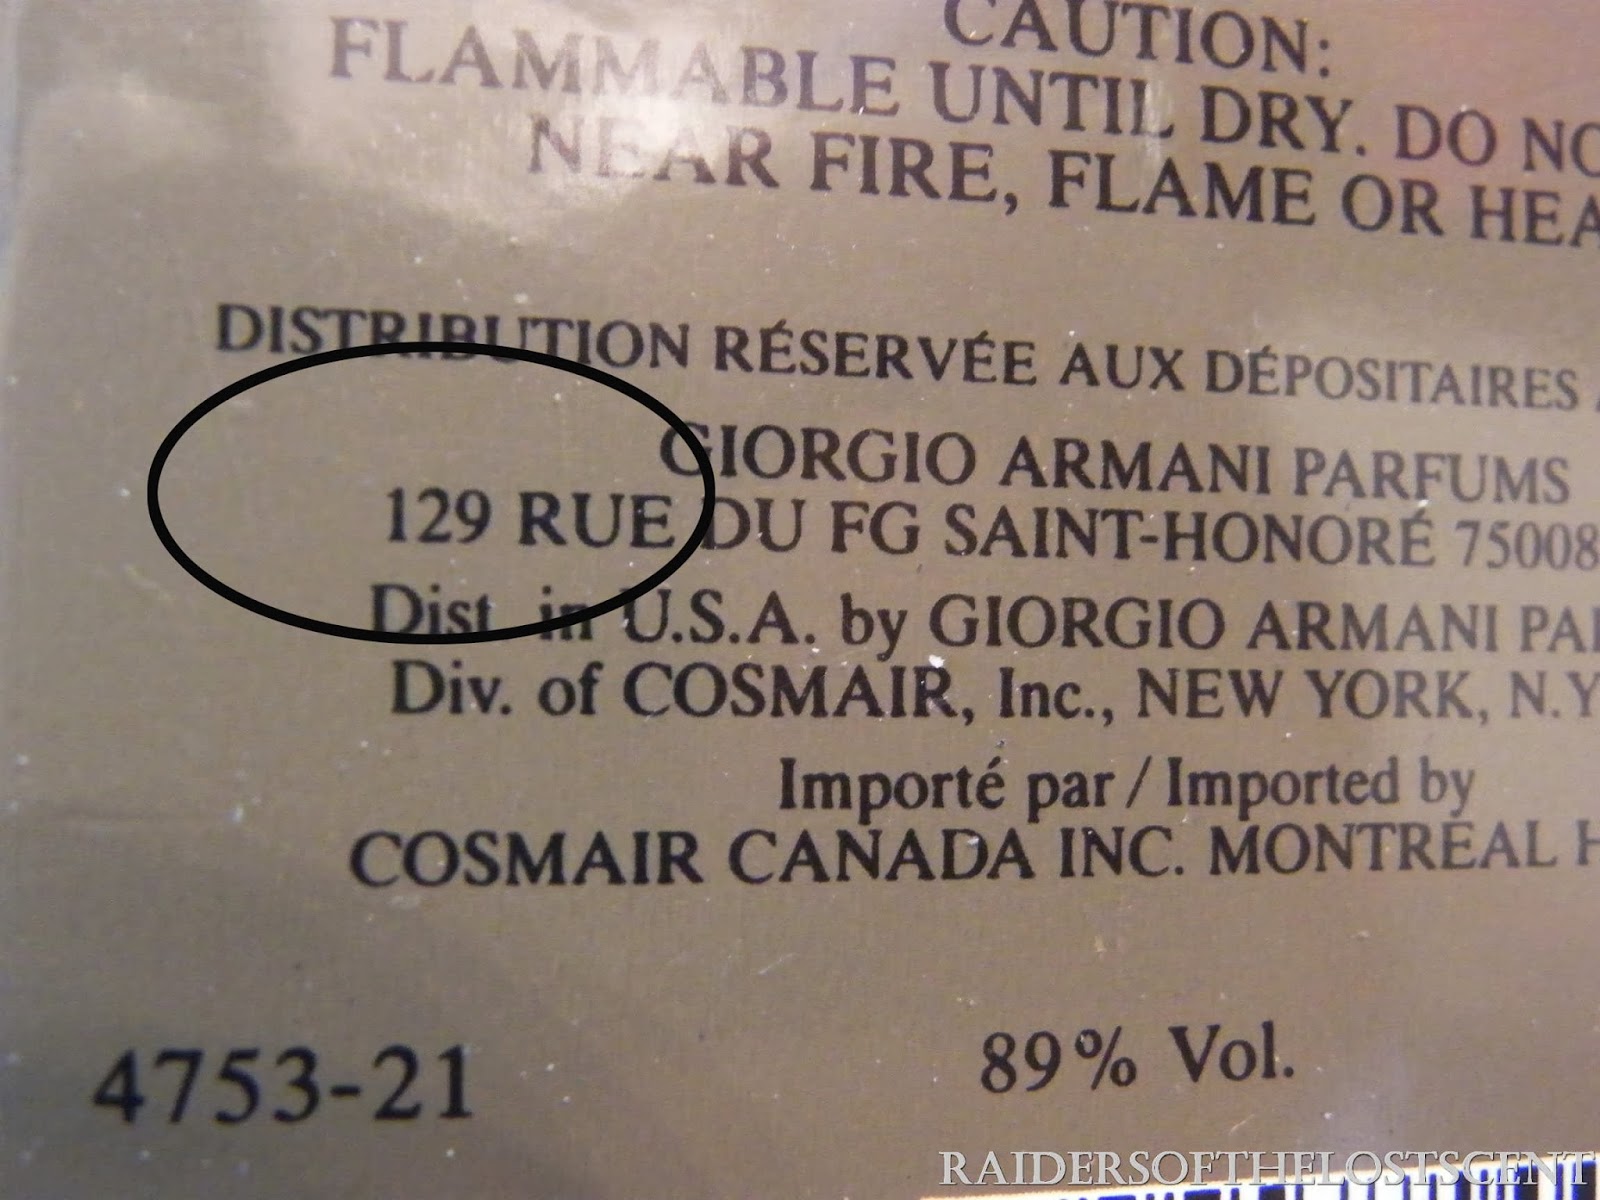 CAUTION:
FLAMMABLE UNTIL DRY. DO NO
NEAR FIRE, FLAME OR HEA
DISTRIBUTION RÉSERVÉE AUX DÉPOSITAIRES
GIORGIO ARMANI PARFUMS
129 RUE DU FG SAINT-HONORÉ 75008
Dist. in U.S.A. by GIORGIO ARMANI PA
Div. of COSMAIR, Inc., NEW YORK, N.Y
Importé par / Imported by
COSMAIR CANADA INC. MONTRÉAL H
4753-21
89% Vol.
RAIDERSOFTHELOSTSCENT